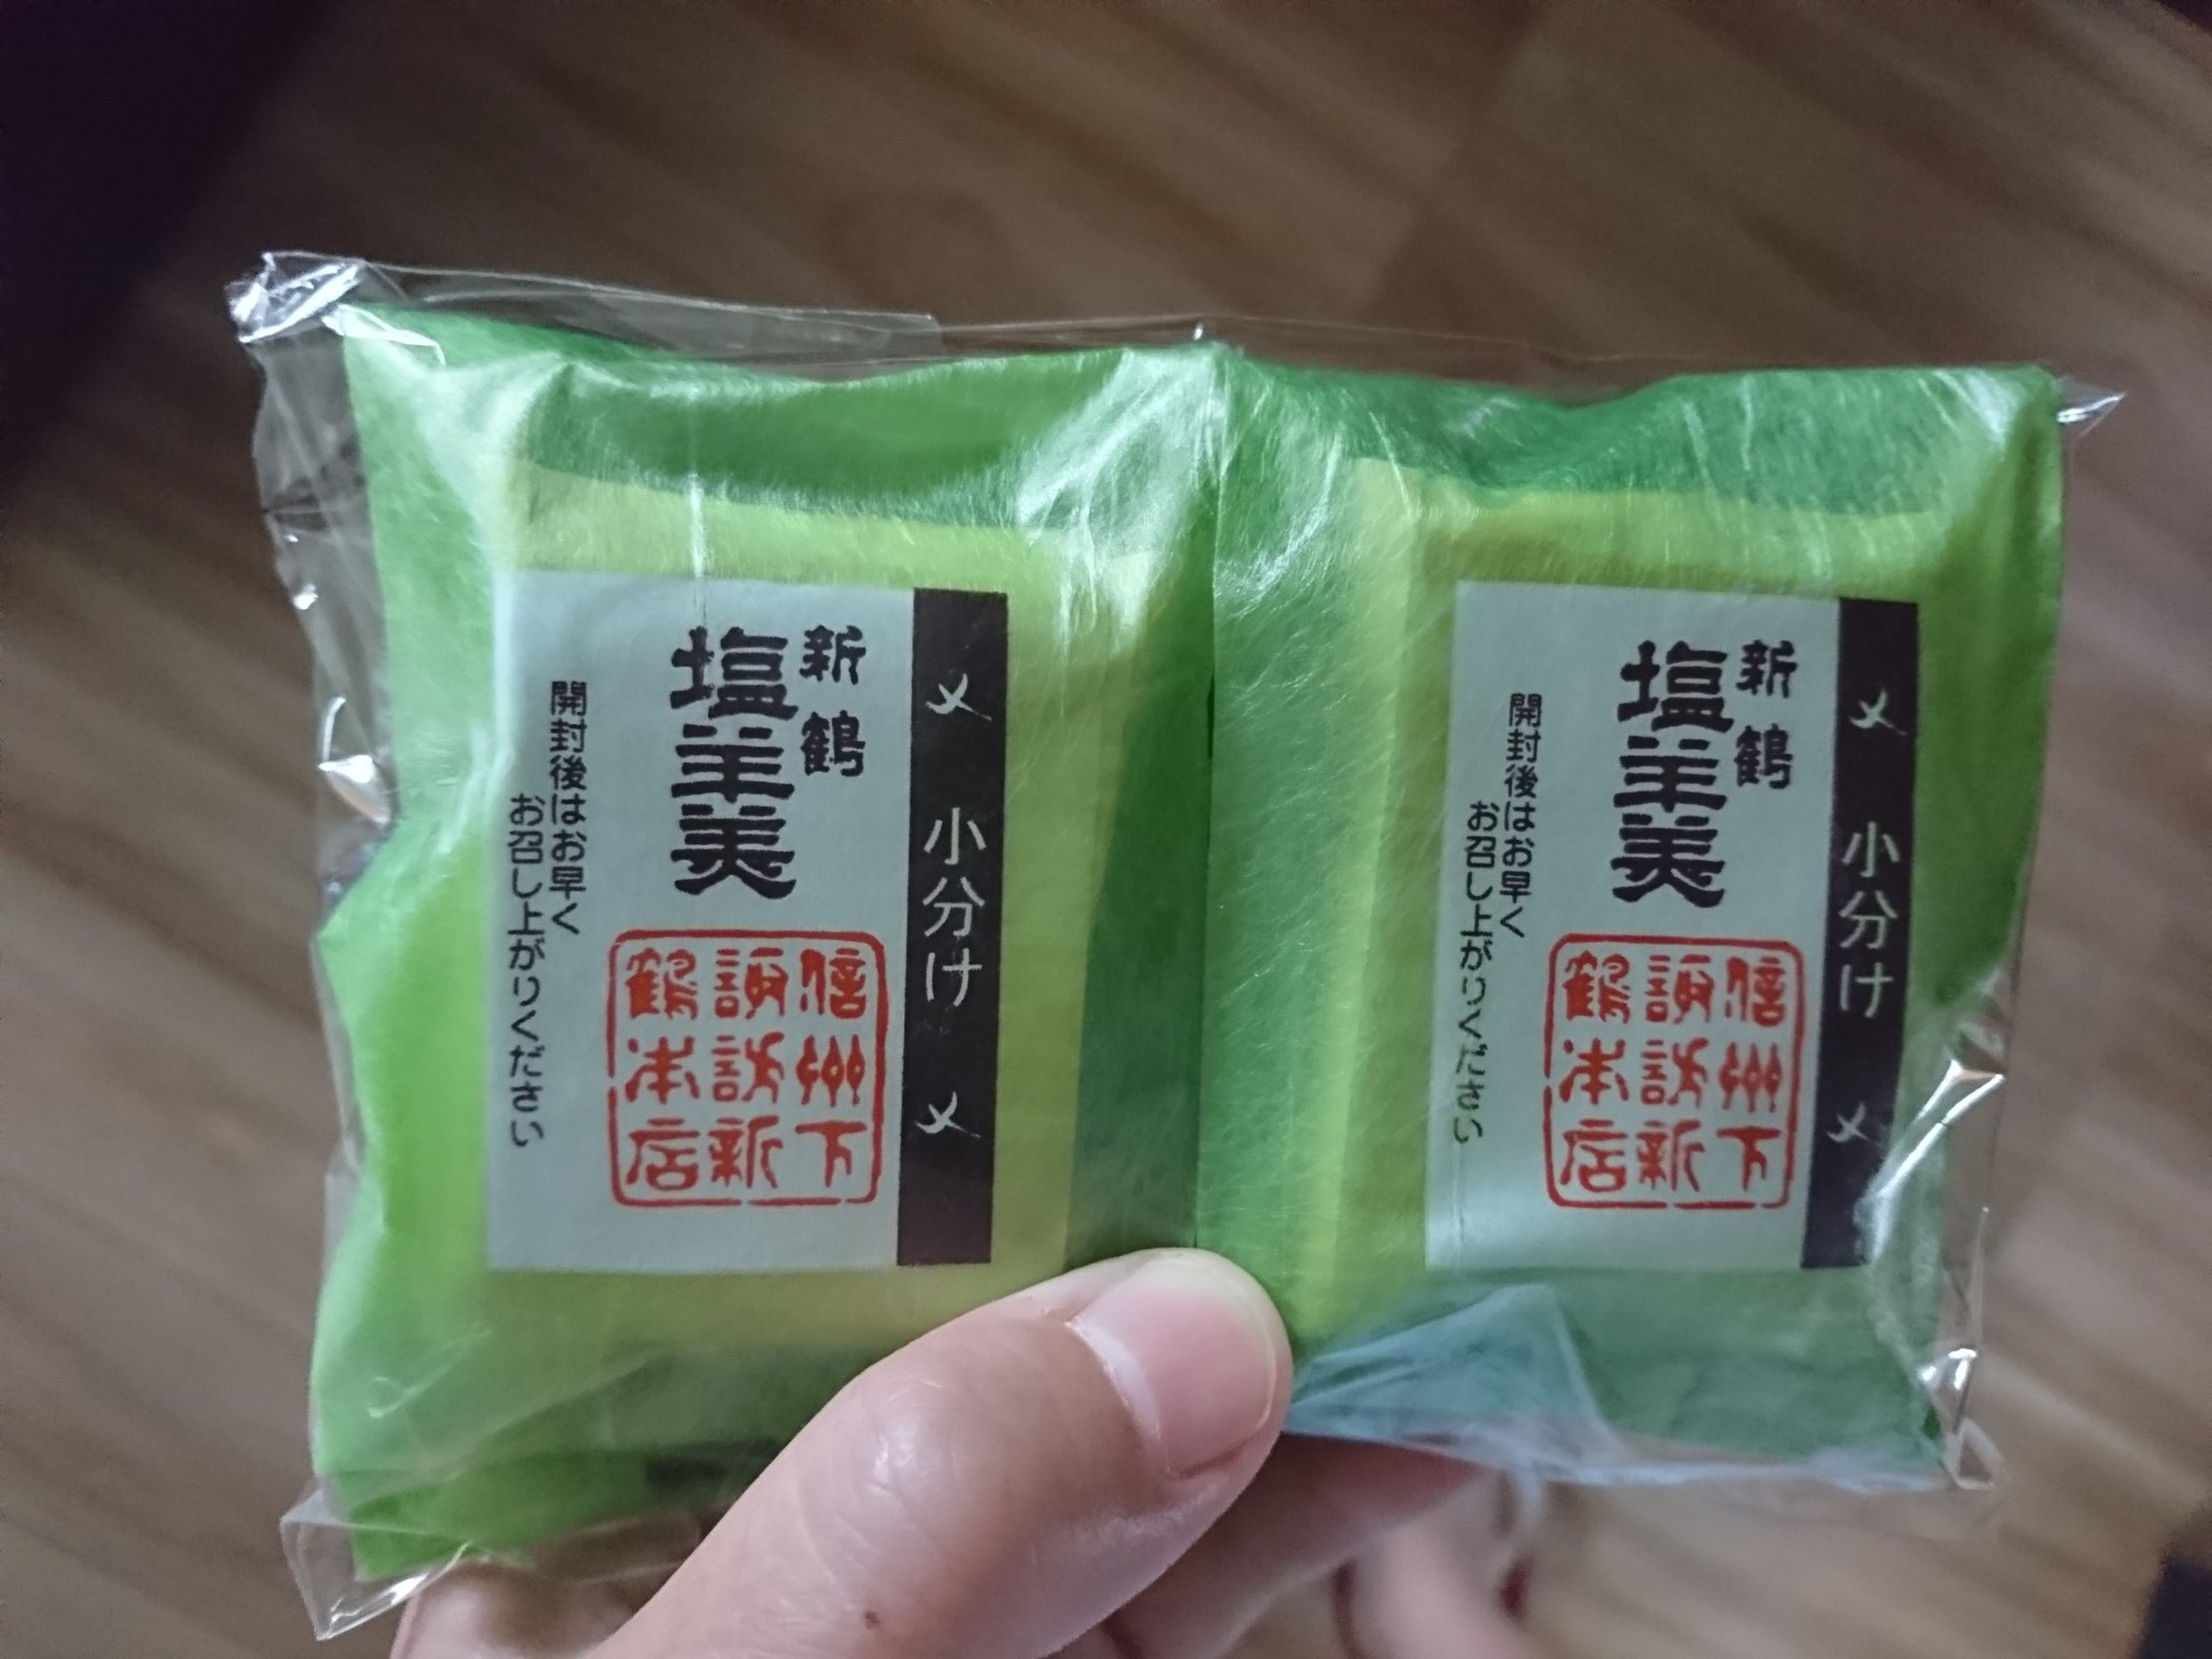 〆 小分け 〆
新鶴
塩羊美
信州下
諏訪新
鶴本店
開封後はお早く
お召し上がりください
〆 小分け 〆
新鶴
塩羊美
信州下
諏訪新
鶴本店
開封後はお早く
お召し上がりください